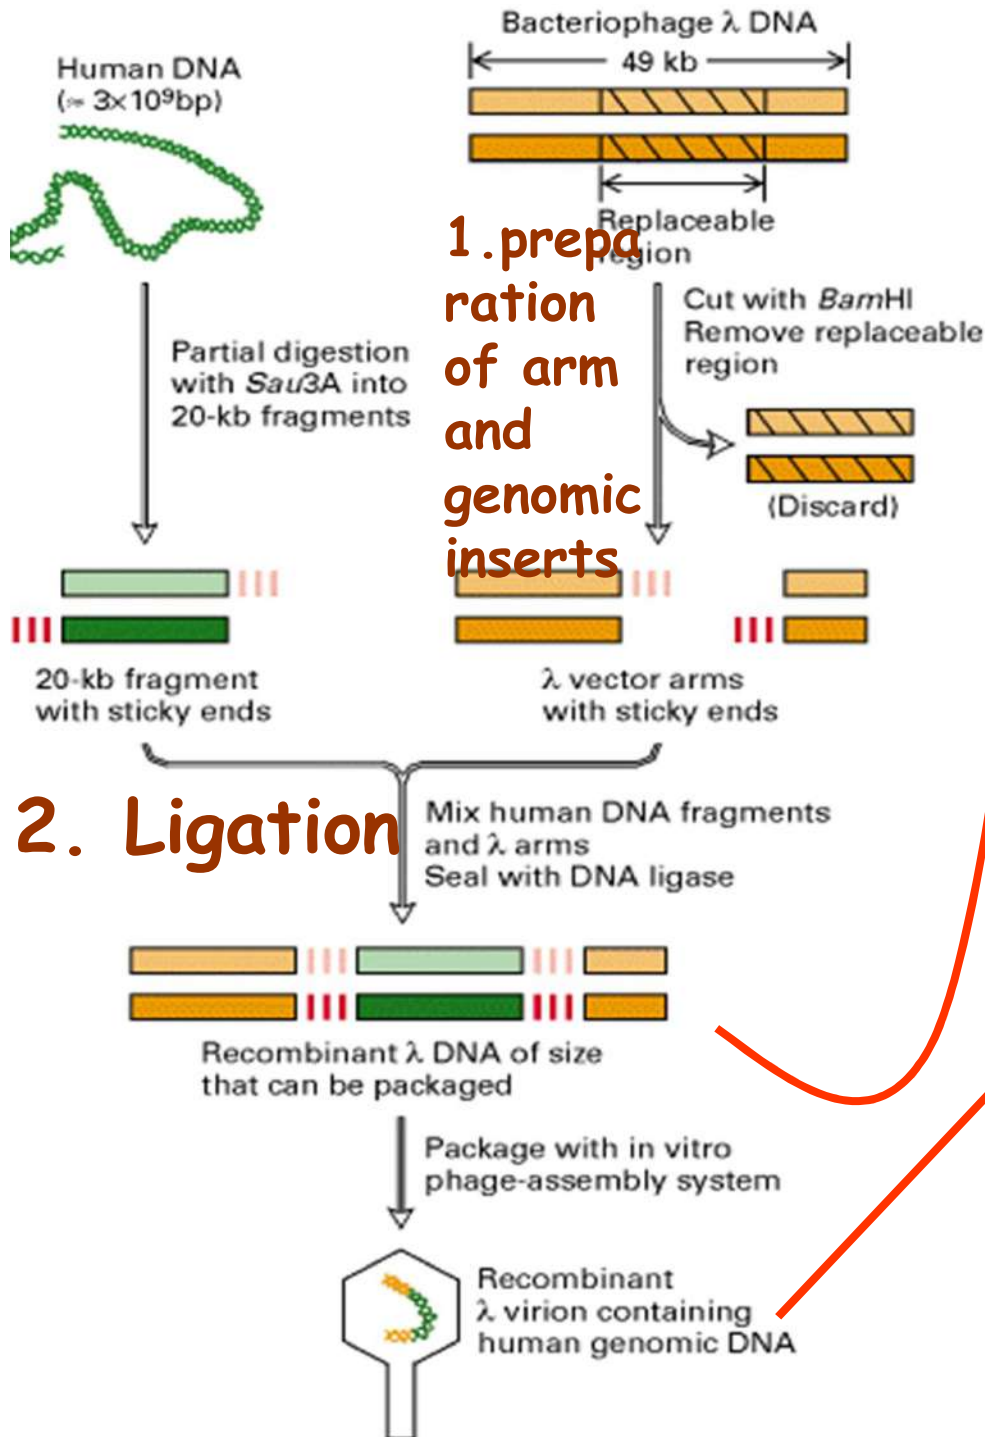 Bacteriophage λ DNA
49 kb
Human DNA
(≈ 3×10⁹bp)
Replaceable
region
1.prepa
ration
of arm
and
genomic
inserts
Cut with BamHI
Remove replaceable
region
Partial digestion
with Sau3A into
20-kb fragments
(Discard)
20-kb fragment
with sticky ends
λ vector arms
with sticky ends
2. Ligation
Mix human DNA fragments
and λ arms
Seal with DNA ligase
Recombinant λ DNA of size
that can be packaged
Package with in vitro
phage-assembly system
Recombinant
λ virion containing
human genomic DNA